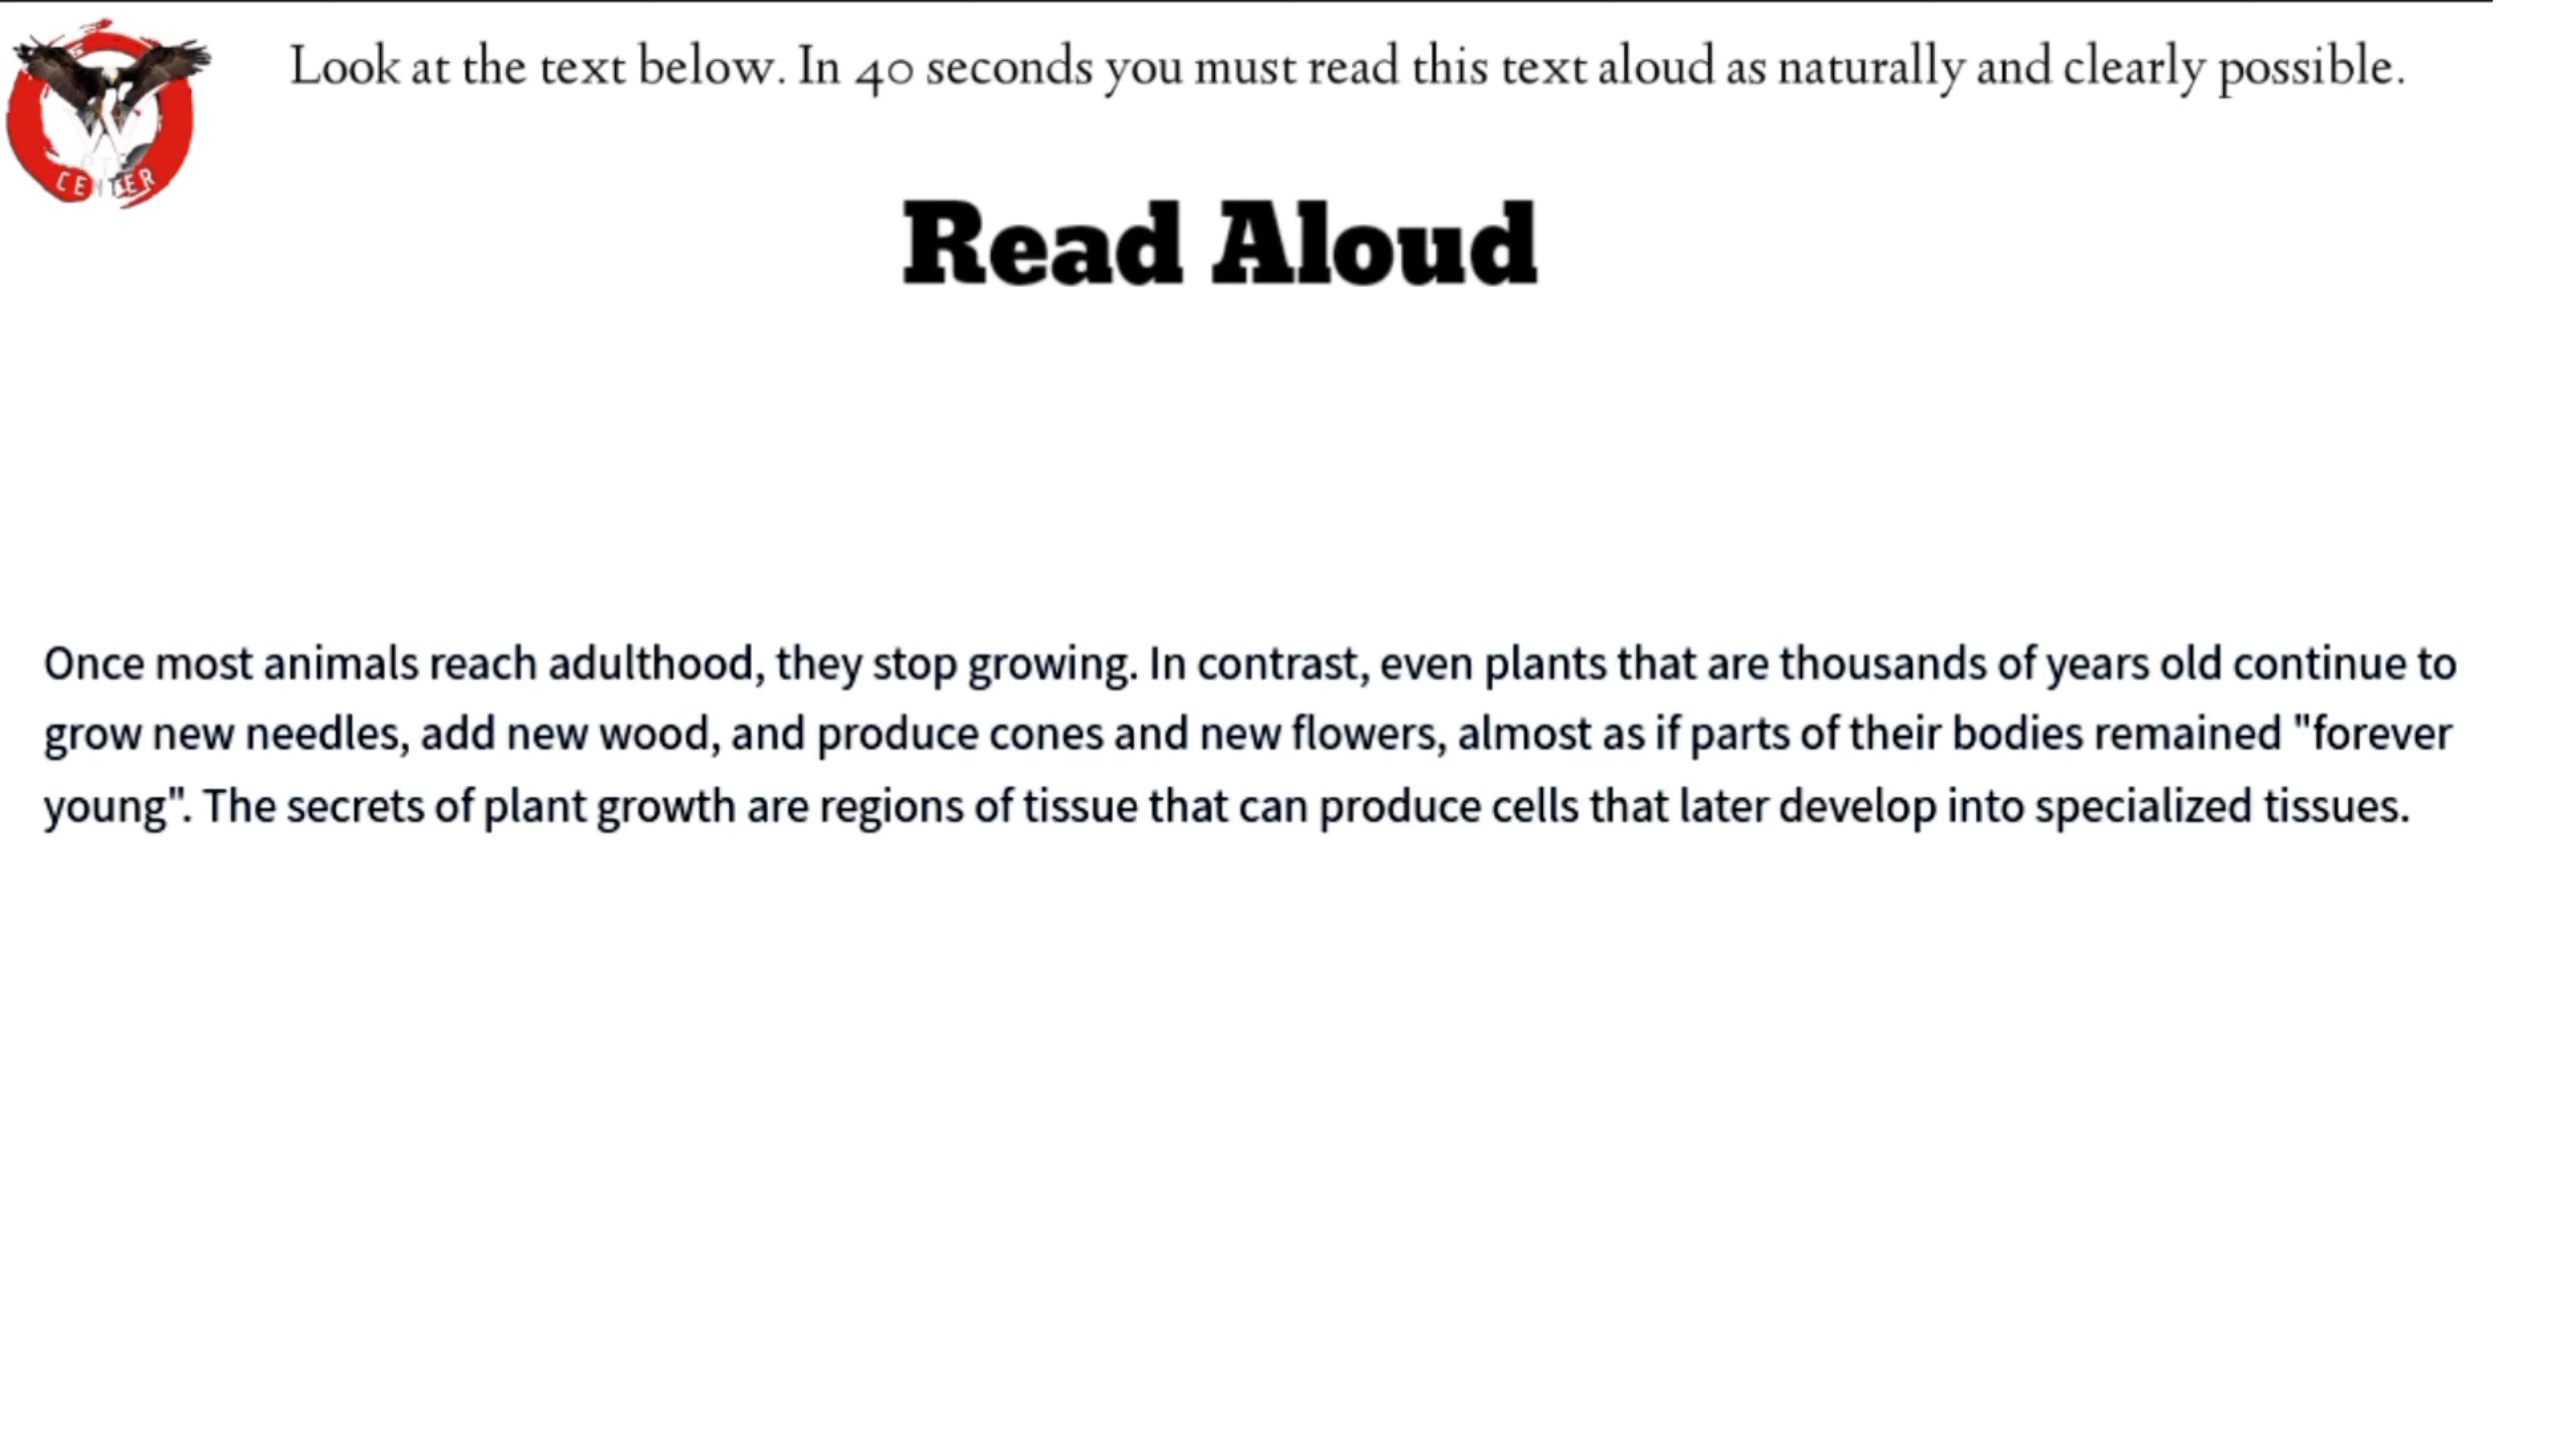 Look at the text below. In 40 seconds you must read this text aloud as naturally and clearly possible.
CENTER
Read Aloud
Once most animals reach adulthood, they stop growing. In contrast, even plants that are thousands of years old continue to
grow new needles, add new wood, and produce cones and new flowers, almost as if parts of their bodies remained "forever
young". The secrets of plant growth are regions of tissue that can produce cells that later develop into specialized tissues.